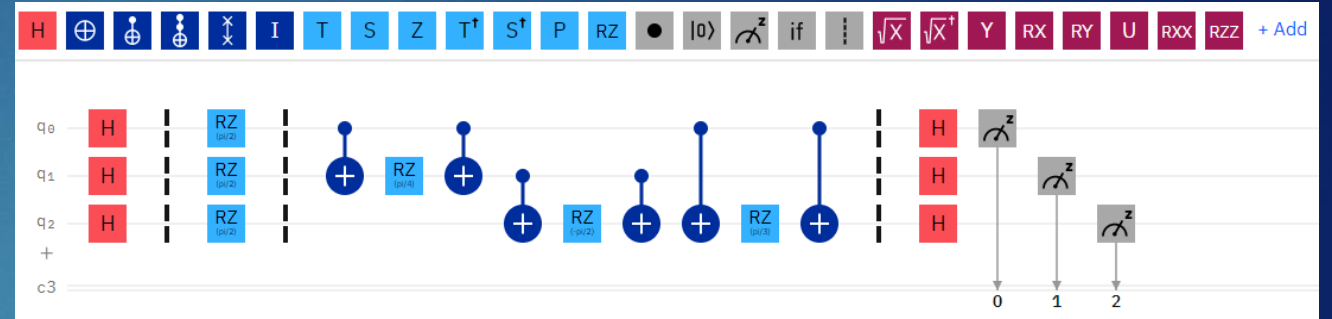 H I T S Z T† S† P RZ |0⟩ z if √X √X† Y RX RY U RXX RZZ + Add
q0 H RZ (pi/2) H z
q1 H RZ (pi/2) RZ (pi/4) H z
q2 H RZ (pi/2) RZ (-pi/2) RZ (pi/3) H z
+
c3
0 1 2